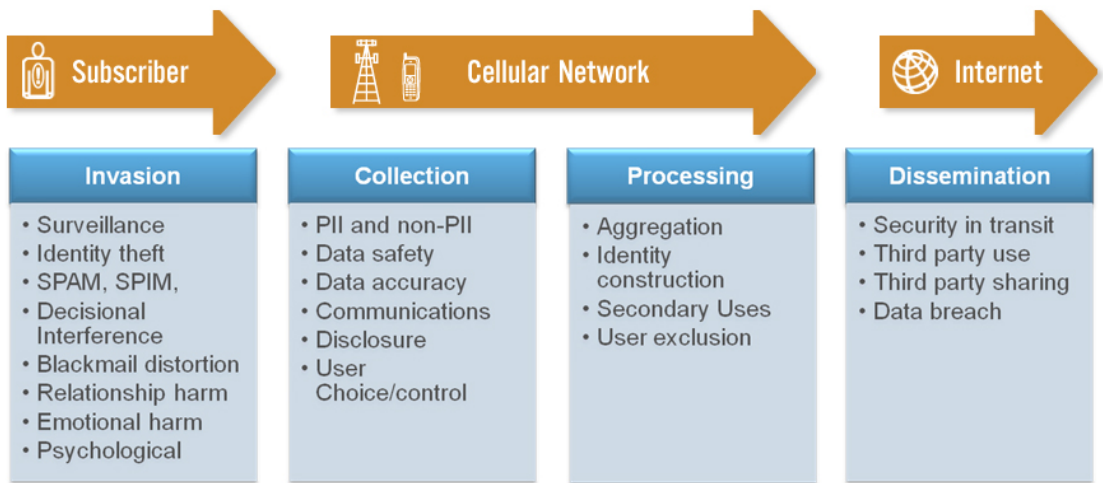 Subscriber
Cellular Network
Internet
Invasion
• Surveillance
• Identity theft
• SPAM, SPIM,
• Decisional
Interference
• Blackmail distortion
• Relationship harm
• Emotional harm
• Psychological
Collection
• PII and non-PII
• Data safety
• Data accuracy
• Communications
• Disclosure
• User
Choice/control
Processing
• Aggregation
• Identity
construction
• Secondary Uses
• User exclusion
Dissemination
• Security in transit
• Third party use
• Third party sharing
• Data breach